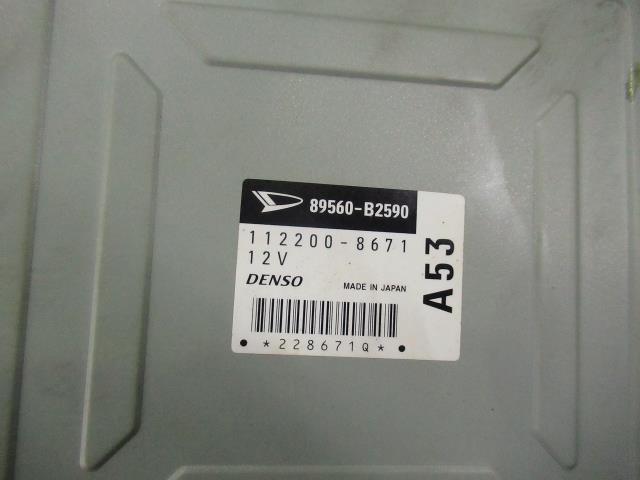 89560-B2590
112200-8671
12V
DENSO MADE IN JAPAN
*228671Q*
A53